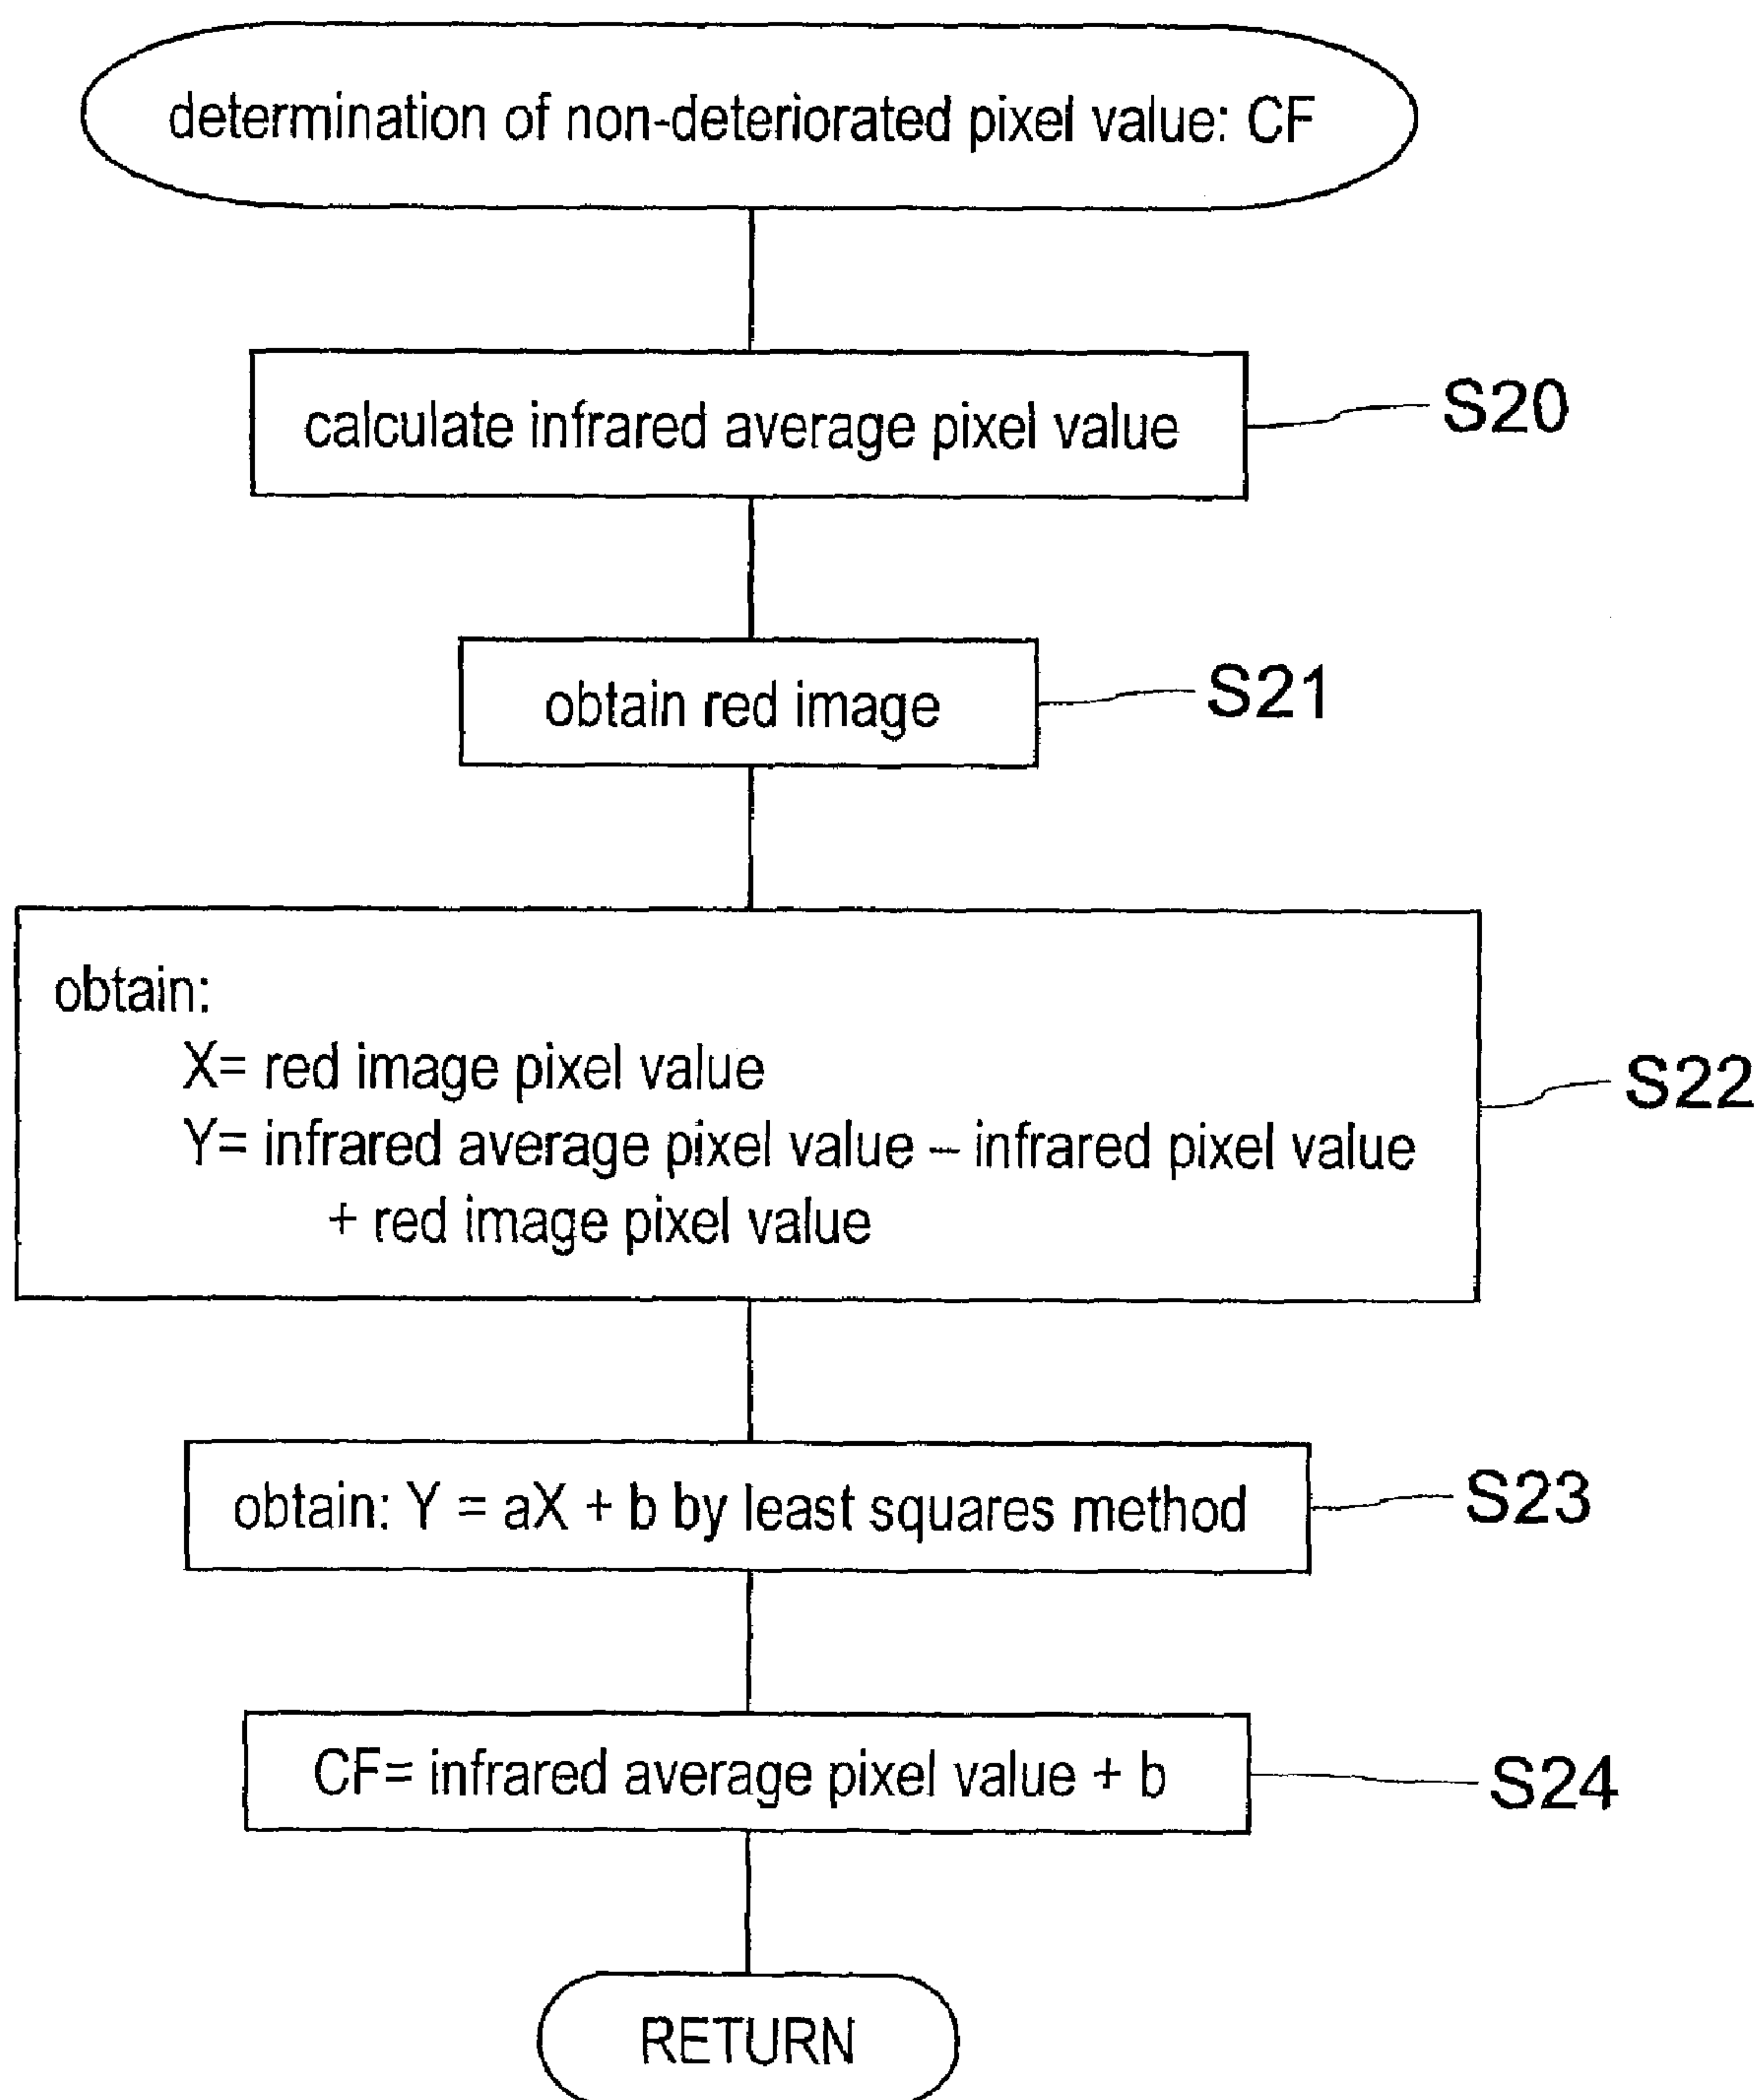 determination of non-deteriorated pixel value: CF
calculate infrared average pixel value
S20
obtain red image
S21
obtain:
X= red image pixel value
Y= infrared average pixel value – infrared pixel value
+ red image pixel value
S22
obtain: Y = aX + b by least squares method
S23
CF= infrared average pixel value + b
S24
RETURN